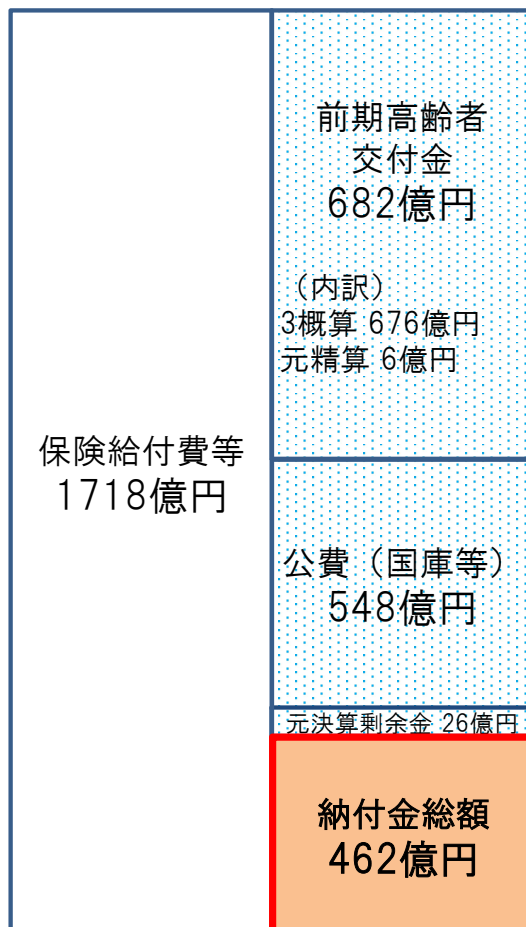 保険給付費等
1718億円
前期高齢者
交付金
682億円
（内訳）
3概算 676億円
元精算 6億円
公費（国庫等）
548億円
元決算剰余金 26億円
納付金総額
462億円